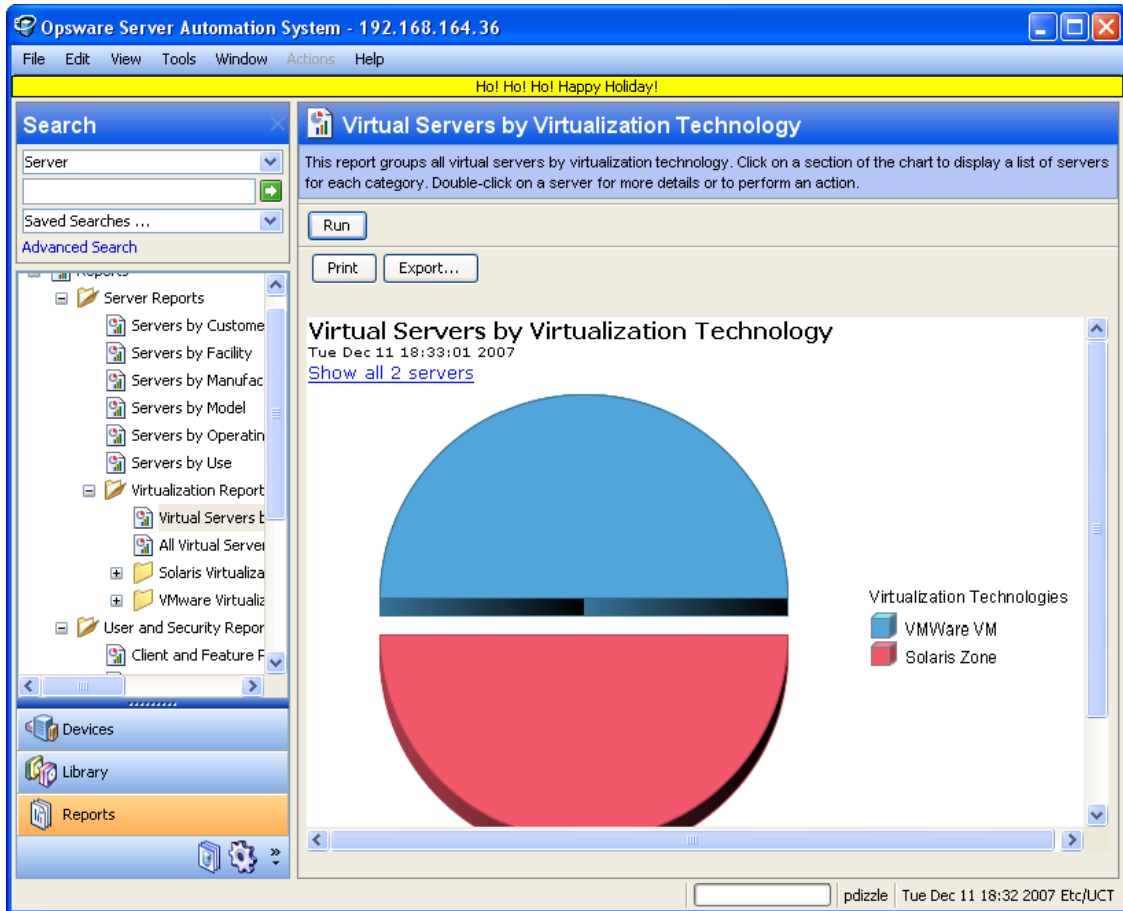 Opsware Server Automation System - 192.168.164.36
File Edit View Tools Window Actions Help
Ho! Ho! Ho! Happy Holiday!
Search
Server
Saved Searches ...
Advanced Search
Reports
Server Reports
Servers by Custome
Servers by Facility
Servers by Manufac
Servers by Model
Servers by Operatin
Servers by Use
Virtualization Report
Virtual Servers b
All Virtual Server
Solaris Virtualiza
VMware Virtualiz
User and Security Repor
Client and Feature
Devices
Library
Reports
Virtual Servers by Virtualization Technology
This report groups all virtual servers by virtualization technology. Click on a section of the chart to display a list of servers
for each category. Double-click on a server for more details or to perform an action.
Run
Print Export...
Virtual Servers by Virtualization Technology
Tue Dec 11 18:33:01 2007
Show all 2 servers
Virtualization Technologies
VMWare VM
Solaris Zone
pdizzle Tue Dec 11 18:32 2007 Etc/UCT